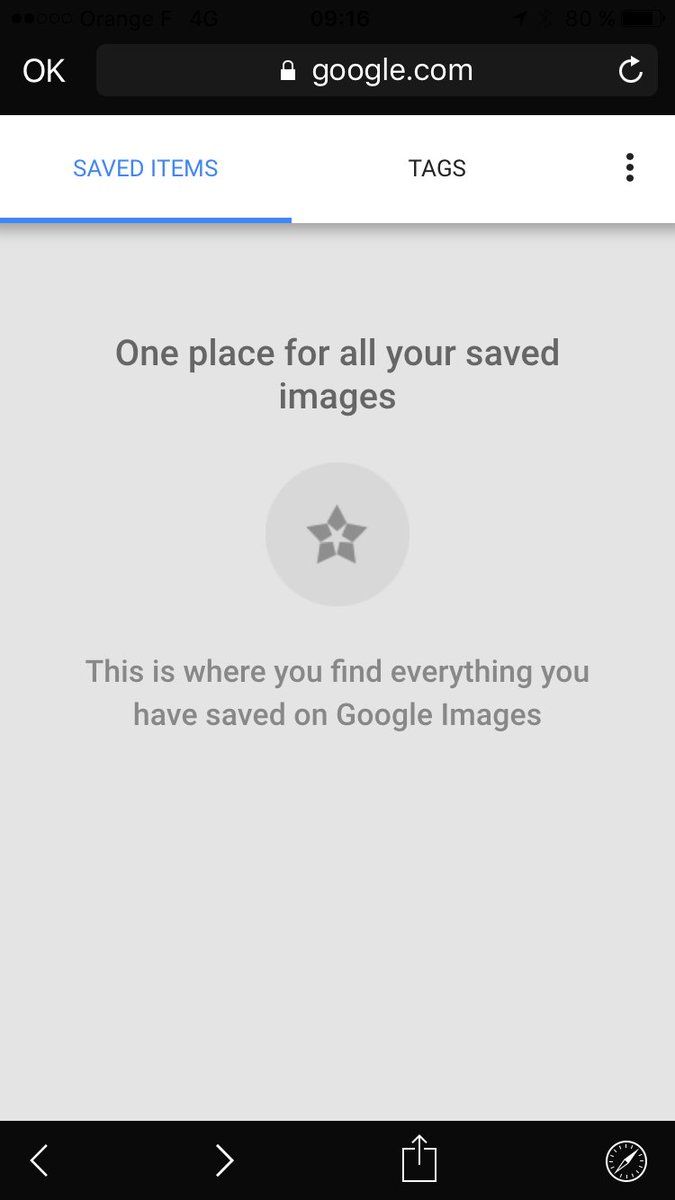 Orange F 4G 09:16 80 %
OK google.com
SAVED ITEMS TAGS
One place for all your saved
images
This is where you find everything you
have saved on Google Images